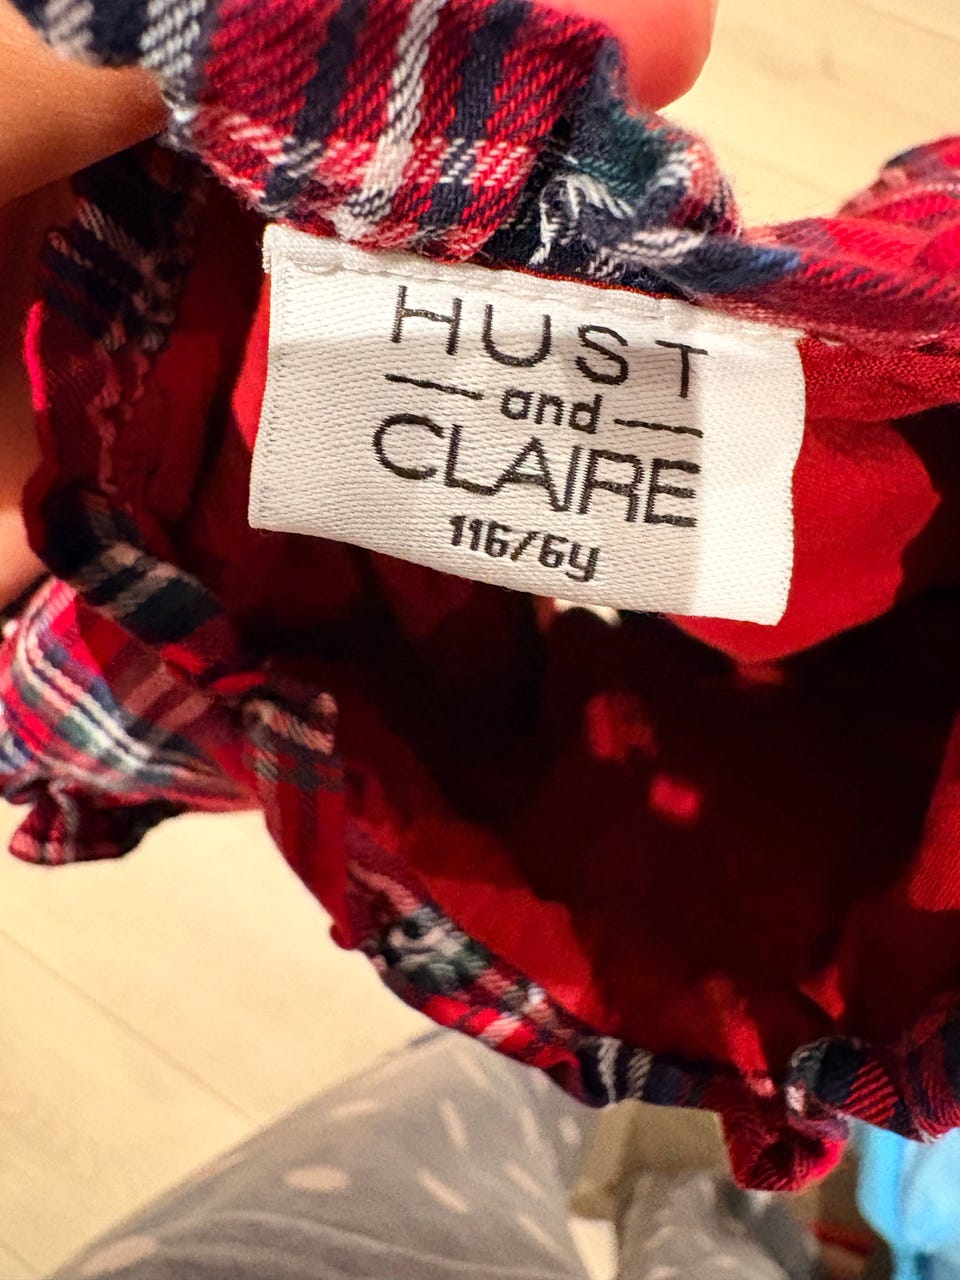 HUST
and
CLAIRE
116/6y